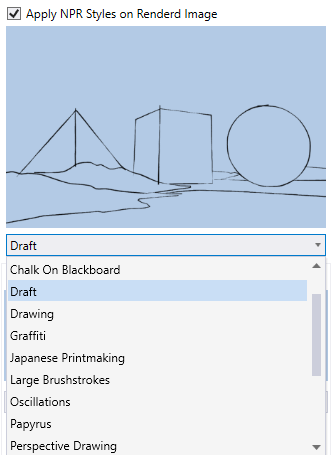 Apply NPR Styles on Renderd Image
Draft
Chalk On Blackboard
Draft
Drawing
Graffiti
Japanese Printmaking
Large Brushstrokes
Oscillations
Papyrus
Perspective Drawing